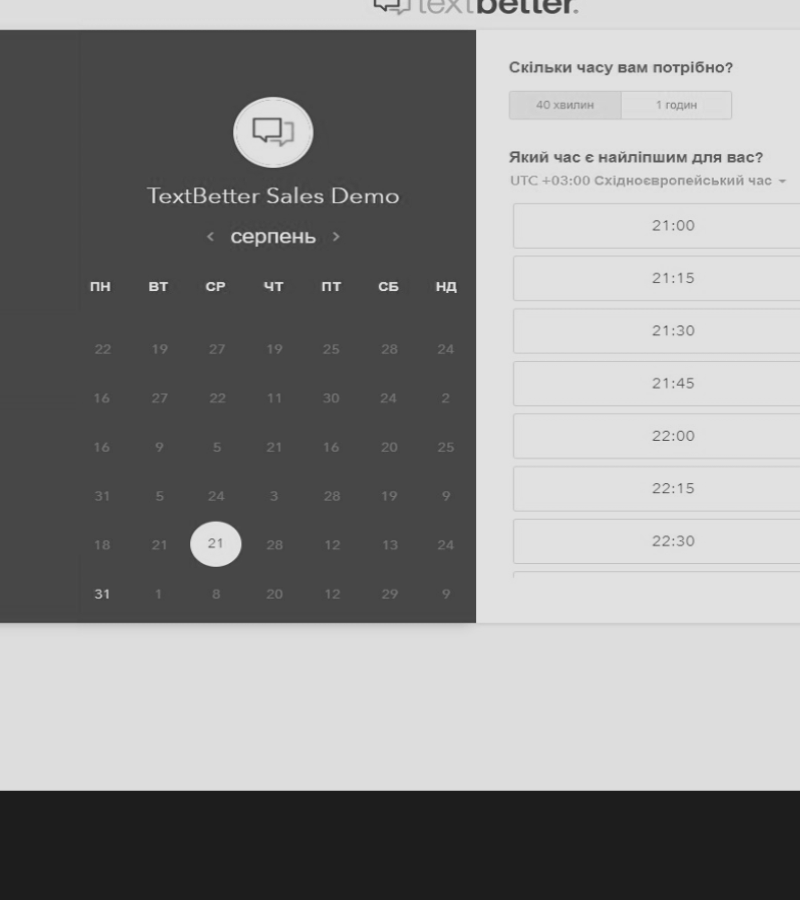 textbetter.
TextBetter Sales Demo
‹ серпень ›
ПН ВТ СР ЧТ ПТ СБ НД
22 19 27 19 25 28 24
16 27 22 11 30 24 2
16 9 5 21 16 20 25
31 5 24 3 28 19 9
18 21 21 28 12 13 24
31 1 8 20 12 29 9
Скільки часу вам потрібно?
40 хвилин 1 годин
Який час є найліпшим для вас?
UTC +03:00 Східноєвропейський час
21:00
21:15
21:30
21:45
22:00
22:15
22:30